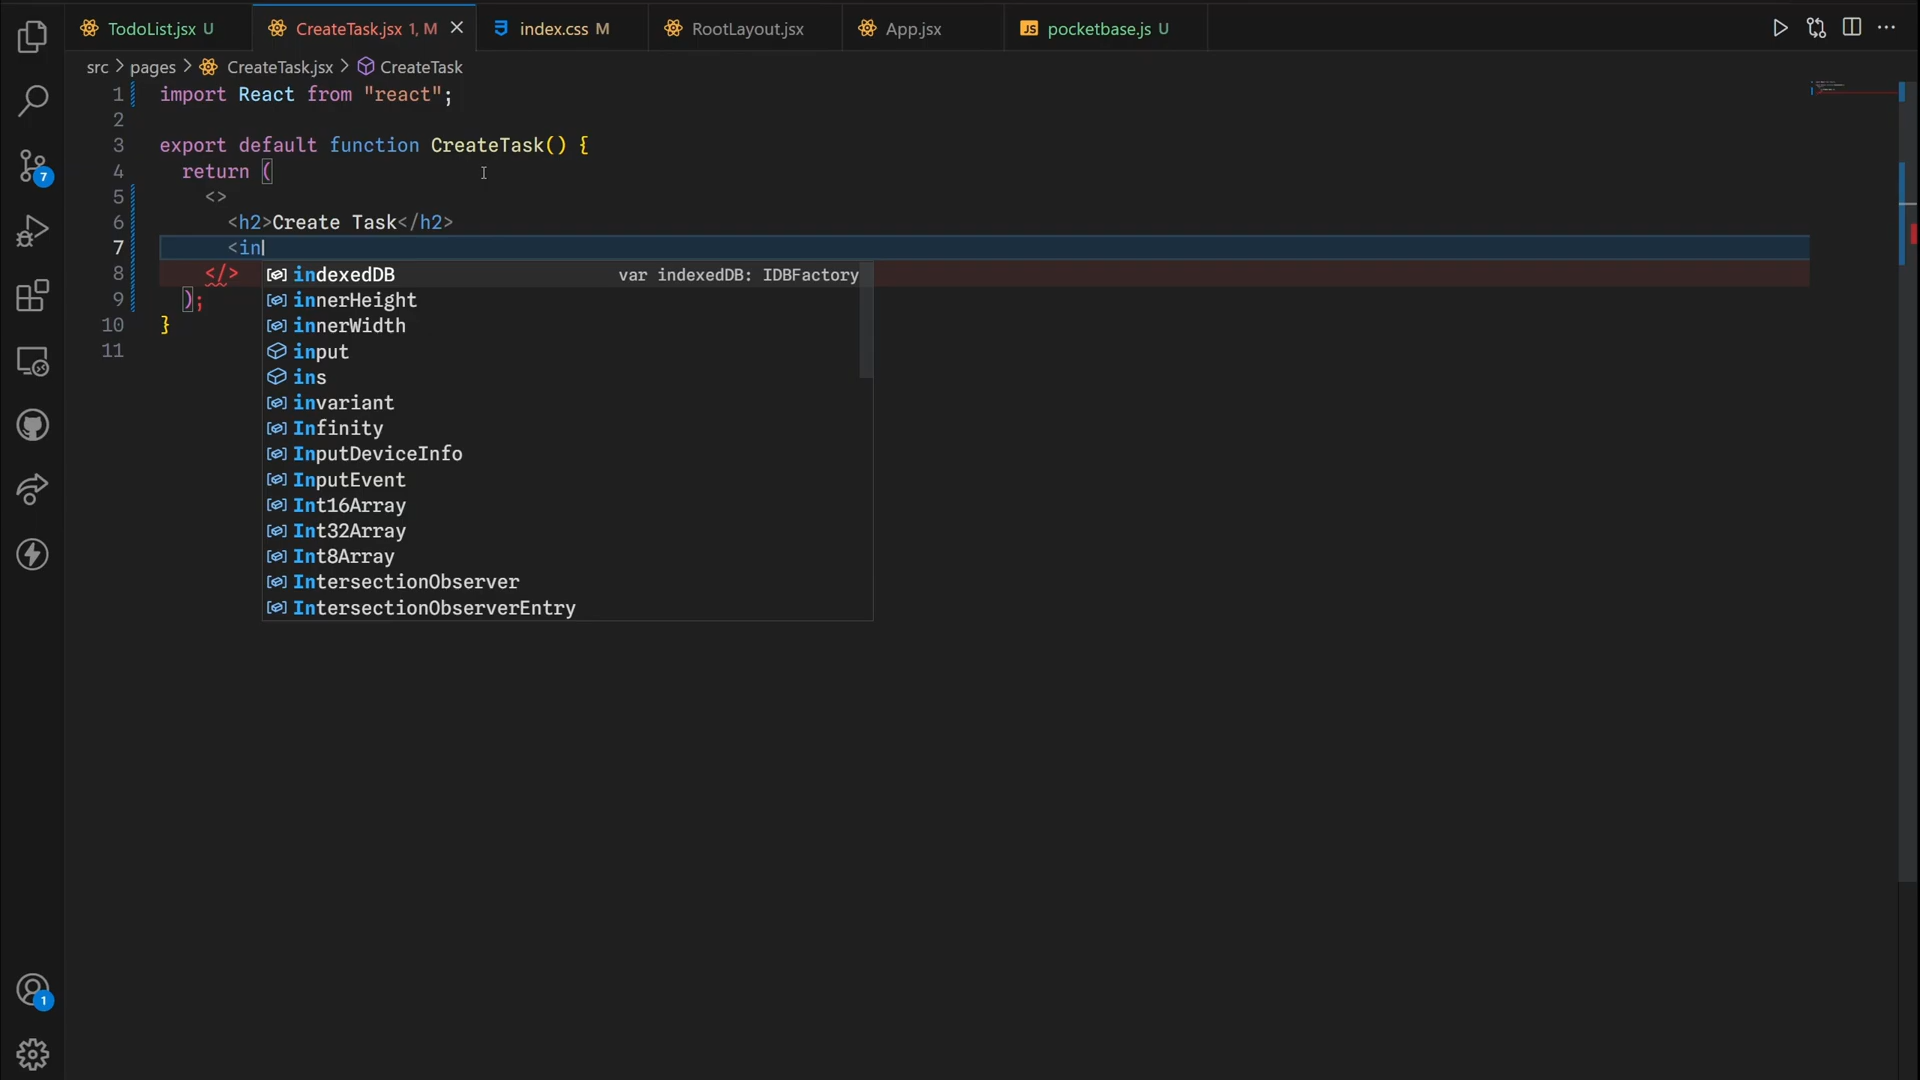 TodoList.jsx U CreateTask.jsx 1, M index.css M RootLayout.jsx App.jsx JS pocketbase.js U
src > pages > CreateTask.jsx > CreateTask
1 import React from "react";
2
3 export default function CreateTask() {
4 return (
5 <>
6 <h2>Create Task</h2>
7 <in
8 </>
9 );
10 }
11
indexedDB var indexedDB: IDBFactory
innerHeight
innerWidth
input
ins
invariant
Infinity
InputDeviceInfo
InputEvent
Int16Array
Int32Array
Int8Array
IntersectionObserver
IntersectionObserverEntry
7
1